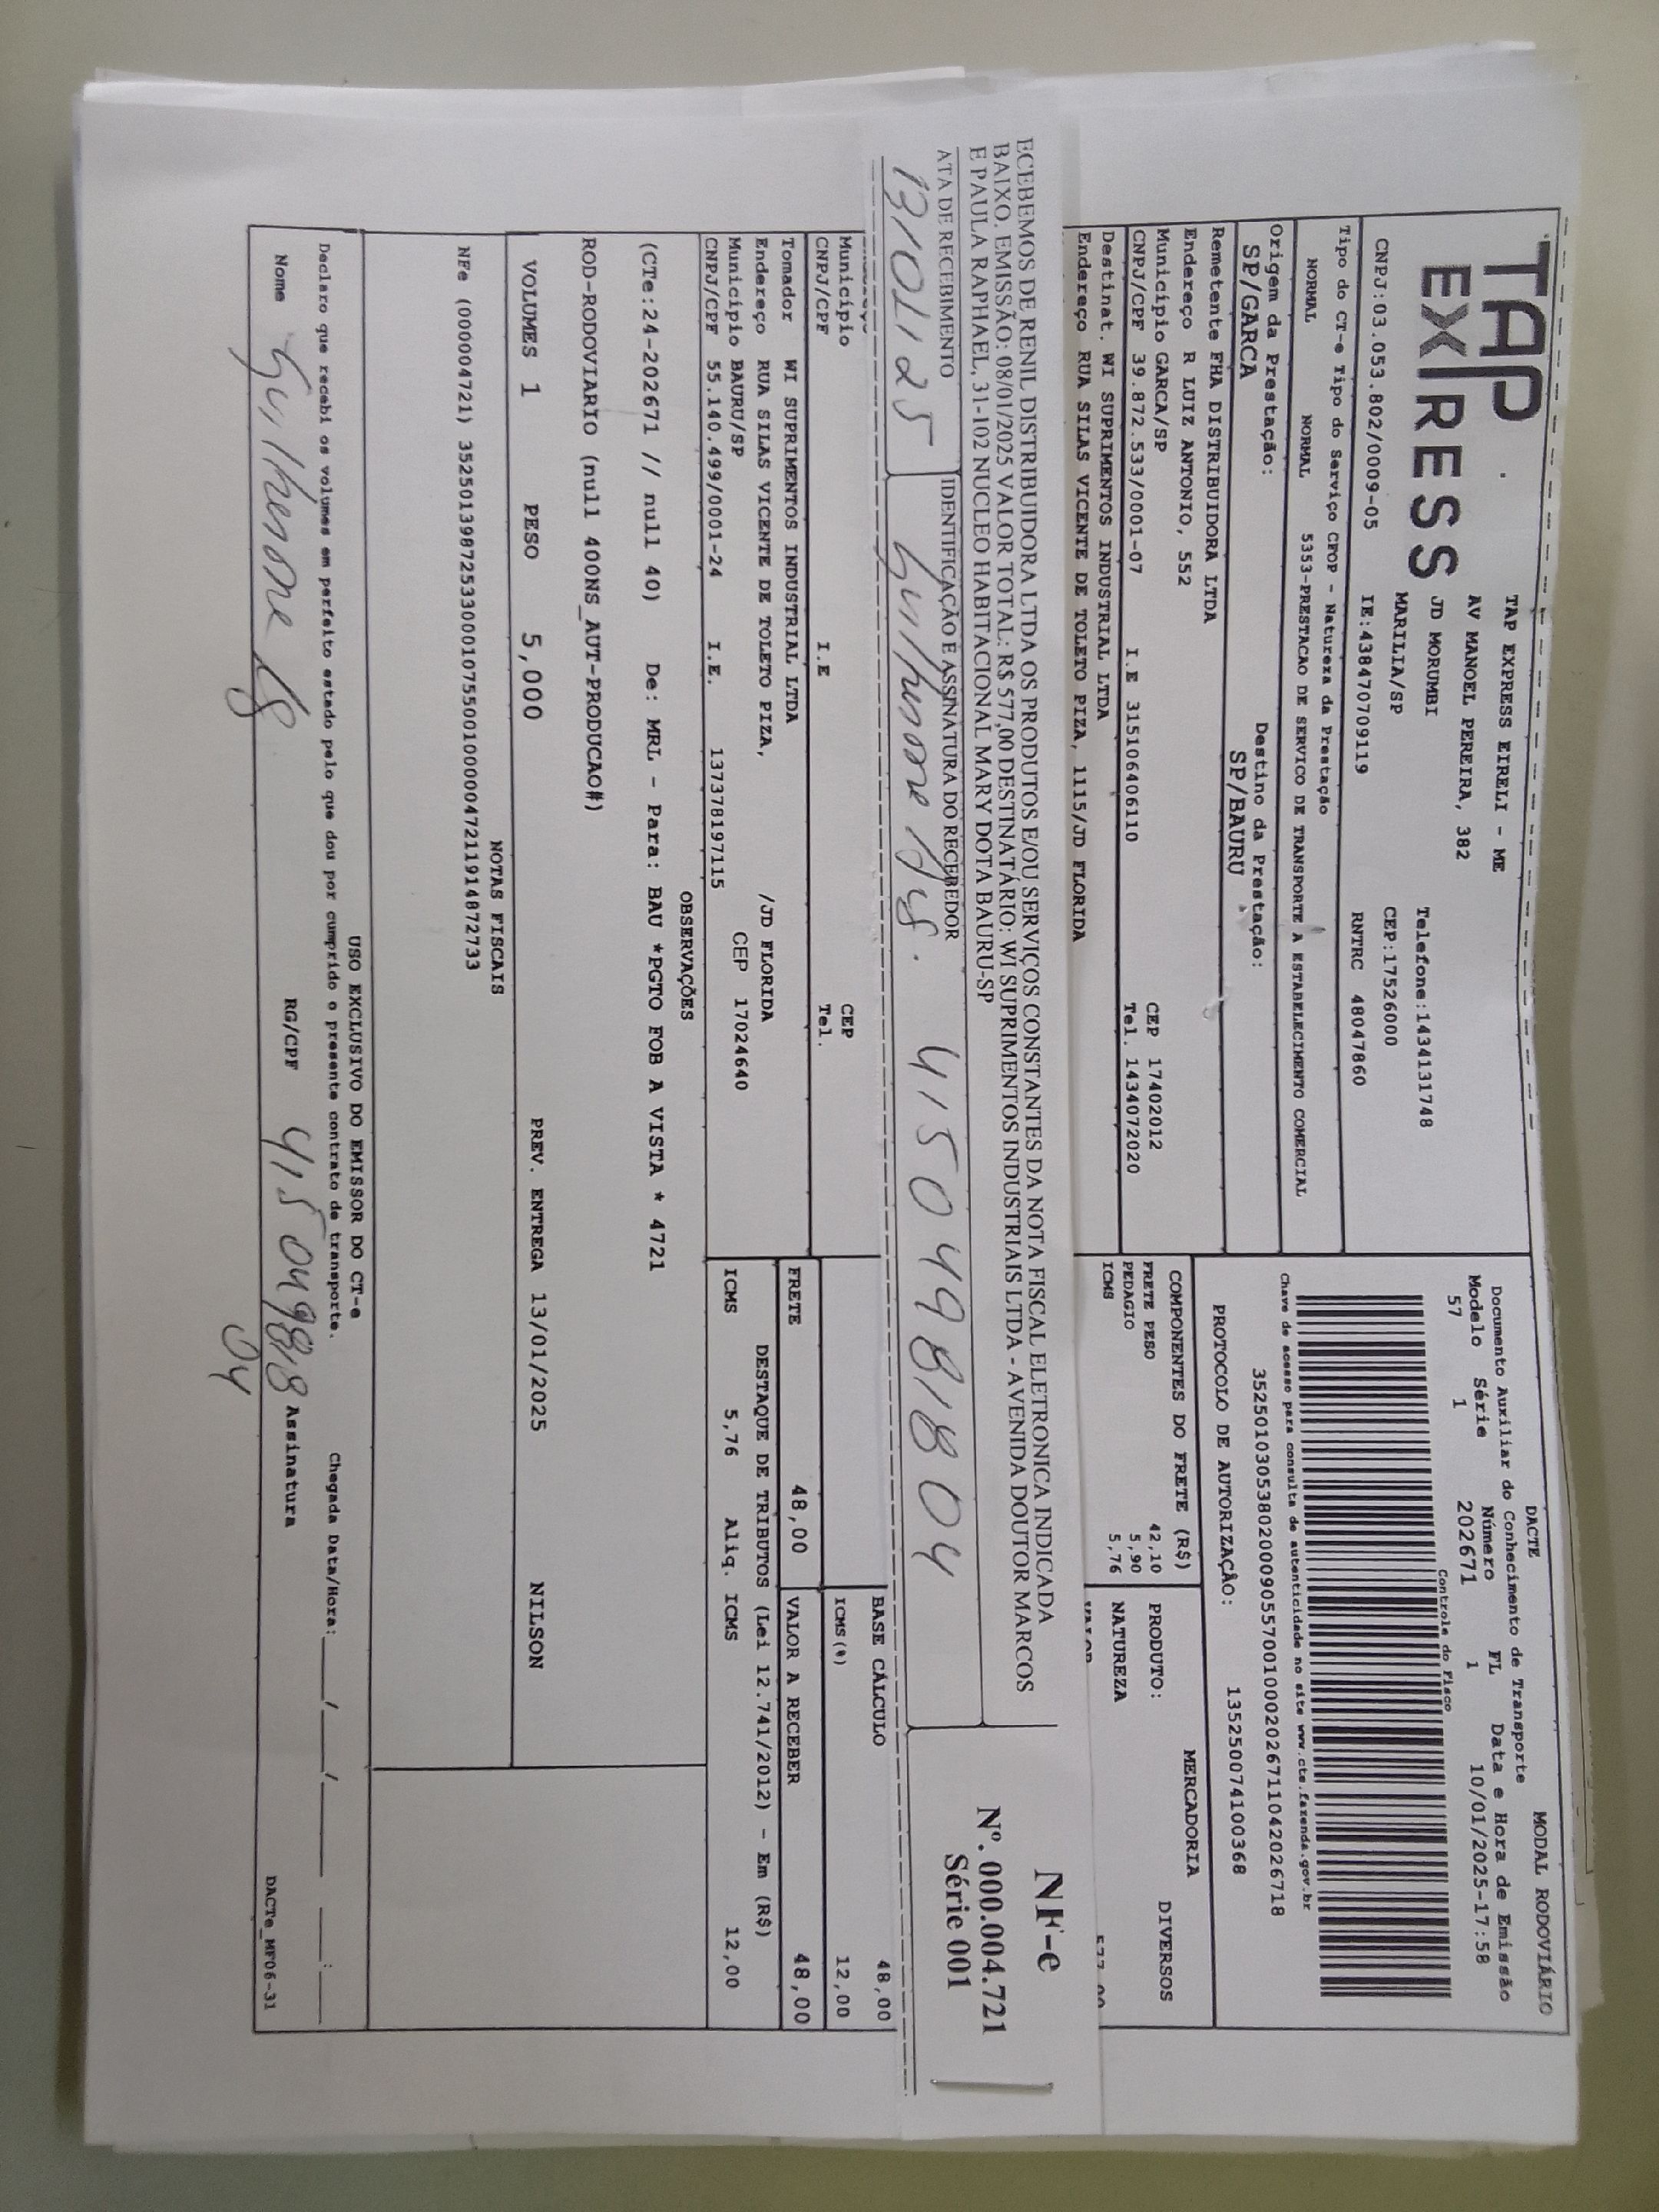 TAP
EXPRESS
TAP EXPRESS EIRELI - ME
AV MANOEL PEREIRA, 382
JD MORUMBI
MARILIA/SP
Telefone:1434131748
CEP:17526000
CNPJ:03.053.802/0009-05 IE:438470709119 RNTRC 48047860
Tipo do CT-e Tipo do Serviço CFOP - Natureza da Prestação
NORMAL NORMAL 5353-PRESTACAO DE SERVICO DE TRANSPORTE A ESTABELECIMENTO COMERCIAL
Origem da Prestação: Destino da Prestação:
SP/GARCA SP/BAURU
DACTE MODAL RODOVIÁRIO
Documento Auxiliar do Conhecimento de Transporte
Modelo Série Número FL Data e Hora de Emissão
57 1 202671 1 10/01/2025-17:58
Controle do Fisco
Chave de acesso para consulta de autenticidade no site www.cte.fazenda.gov.br
35250103053802000905570010002026711042026718
PROTOCOLO DE AUTORIZAÇÃO: 135250074100368
Remetente FHA DISTRIBUIDORA LTDA
Endereço R LUIZ ANTONIO, 552
Município GARCA/SP CEP 17402012
CNPJ/CPF 39.872.533/0001-07 I.E 315106406110 Tel. 1434072020
Destinat. WI SUPRIMENTOS INDUSTRIAL LTDA
Endereço RUA SILAS VICENTE DE TOLETO PIZA, 1115/JD FLORIDA
COMPONENTES DO FRETE (R$)
FRETE PESO 42,10
PEDAGIO 5,90
ICMS 5,76
MERCADORIA
PRODUTO: DIVERSOS
NATUREZA
ECEBEMOS DE RENIL DISTRIBUIDORA LTDA OS PRODUTOS E/OU SERVIÇOS CONSTANTES DA NOTA FISCAL ELETRONICA INDICADA
BAIXO. EMISSÃO: 08/01/2025 VALOR TOTAL: R$ 577,00 DESTINATÁRIO: WI SUPRIMENTOS INDUSTRIAIS LTDA - AVENIDA DOUTOR MARCOS
E PAULA RAPHAEL, 31-102 NUCLEO HABITACIONAL MARY DOTA BAURU-SP
ATA DE RECEBIMENTO IDENTIFICAÇÃO E ASSINATURA DO RECEBEDOR
13/01/25 41504981804
NF-e
Nº. 000.004.721
Série 001
Município CEP
CNPJ/CPF I.E Tel.
BASE CÁLCULO 48,00
ICMS(%) 12,00
Tomador WI SUPRIMENTOS INDUSTRIAL LTDA
Endereço RUA SILAS VICENTE DE TOLETO PIZA, /JD FLORIDA
Município BAURU/SP CEP 17024640
CNPJ/CPF 55.140.499/0001-24 I.E. 137378197115
FRETE 48,00 VALOR A RECEBER 48,00
DESTAQUE DE TRIBUTOS (Lei 12.741/2012) - Em (R$)
ICMS 5,76 Aliq. ICMS 12,00
OBSERVAÇÕES
(CTe:24-202671 // null 40) De: MRL - Para: BAU *PGTO FOB A VISTA * 4721
ROD-RODOVIARIO (null 400NS_AUT-PRODUCAO#)
VOLUMES 1 PESO 5,000 PREV. ENTREGA 13/01/2025 NILSON
NOTAS FISCAIS
NFe (000004721) 35250139872533000107550010000047211914872733
USO EXCLUSIVO DO EMISSOR DO CT-e
Declaro que recebi os volumes em perfeito estado pelo que dou por cumprido o presente contrato de transporte. Chegada Data/Hora:___/___/___ ___:___
Nome RG/CPF 415049818 Assinatura
04
DACTe_MF06-31